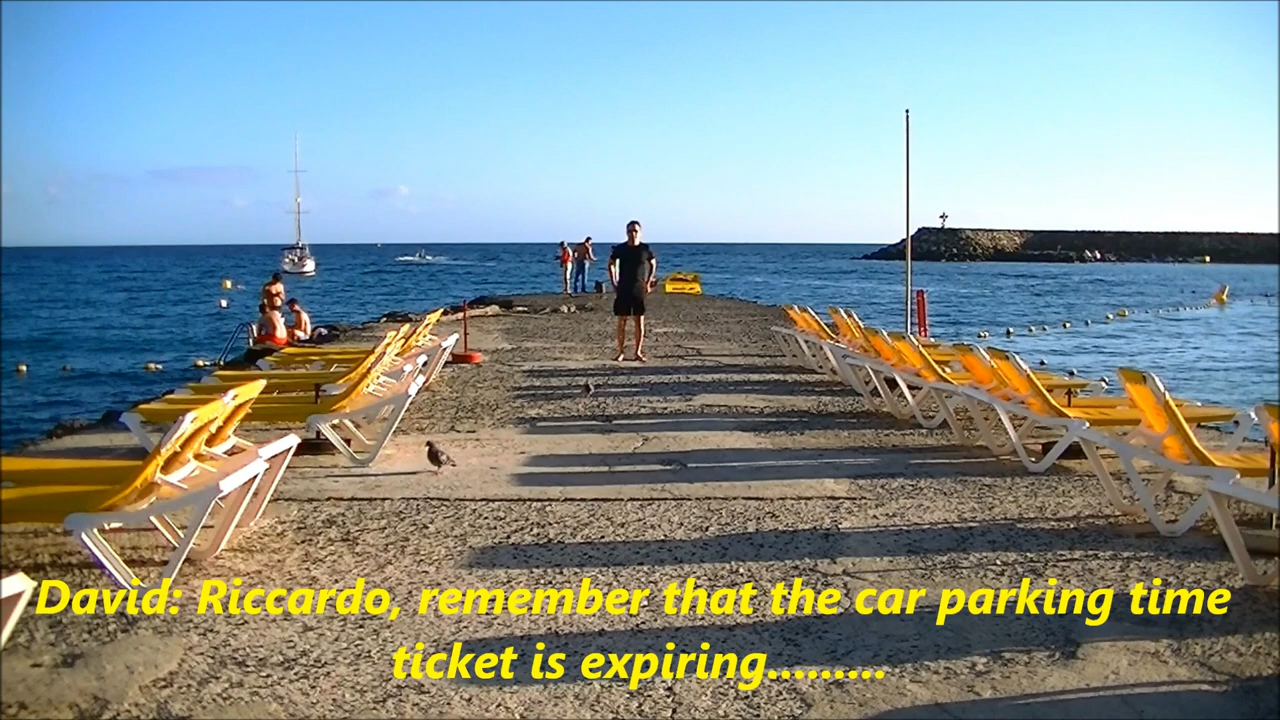 David: Riccardo, remember that the car parking time
ticket is expiring.........